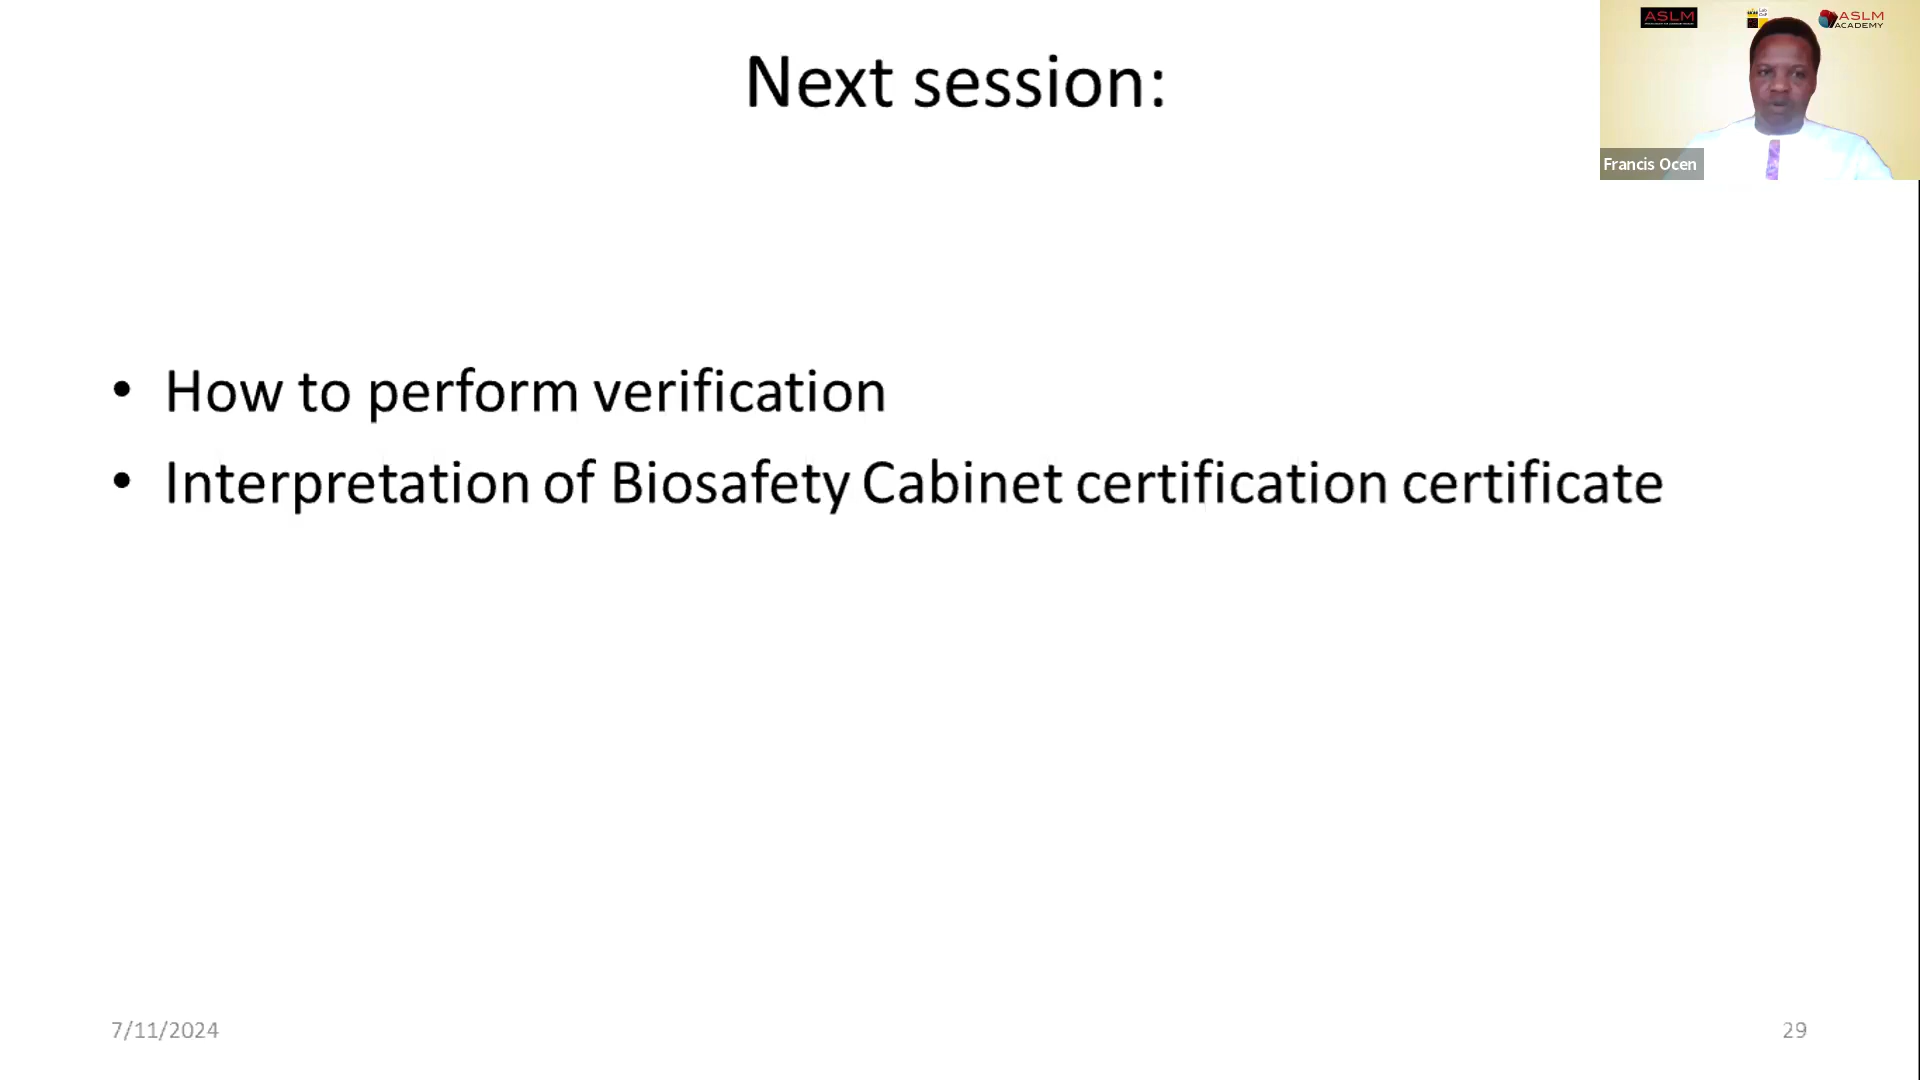 Next session:
ASLM
ASLM
ACADEMY
Francis Ocen
• How to perform verification
• Interpretation of Biosafety Cabinet certification certificate
7/11/2024
29